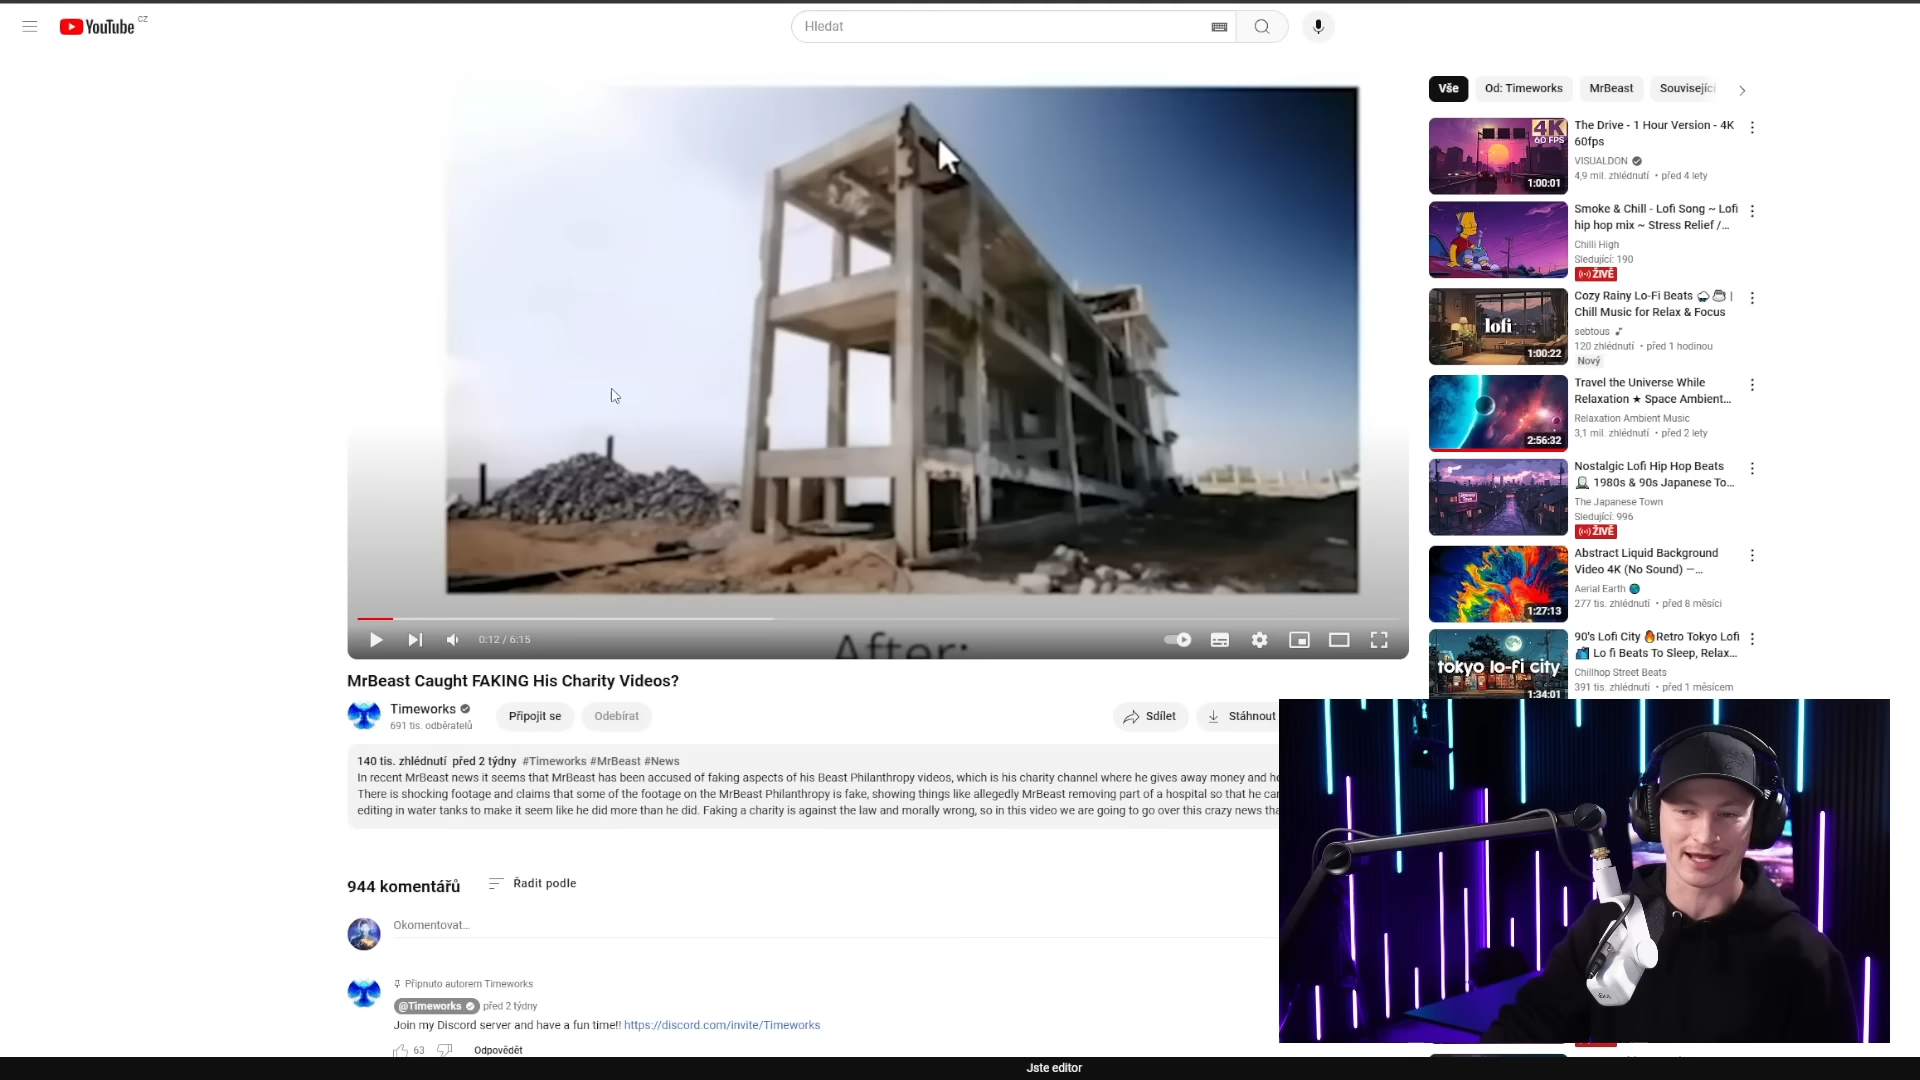 YouTube CZ
Hledat
After:
0:12 / 6:15
MrBeast Caught FAKING His Charity Videos?
Timeworks
691 tis. odběratelů
Připojit se
Odebírat
Sdílet
Stáhnout
140 tis. zhlédnutí před 2 týdny #Timeworks #MrBeast #News
In recent MrBeast news it seems that MrBeast has been accused of faking aspects of his Beast Philanthropy videos, which is his charity channel where he gives away money and
There is shocking footage and claims that some of the footage on the MrBeast Philanthropy is fake, showing things like allegedly MrBeast removing part of a hospital so that he
editing in water tanks to make it seem like he did more than he did. Faking a charity is against the law and morally wrong, so in this video we are going to go over this crazy news
944 komentářů
Řadit podle
Okomentovat...
Připnuto autorem Timeworks
@Timeworks před 2 týdny
Join my Discord server and have a fun time!! https://discord.com/invite/Timeworks
63
Odpovědět
Vše
Od: Timeworks
MrBeast
Související
4K
60 FPS
1:00:01
The Drive - 1 Hour Version - 4K
60fps
VISUALDON
4,9 mil. zhlédnutí • před 4 lety
Smoke & Chill - Lofi Song ~ Lofi
hip hop mix ~ Stress Relief /...
Chilli High
Sledující: 190
ŽIVĚ
lofi
1:00:22
Cozy Rainy Lo-Fi Beats 🌧️☕ |
Chill Music for Relax & Focus
sebtous
120 zhlédnutí • před 1 hodinou
Nový
2:56:32
Travel the Universe While
Relaxation ★ Space Ambient...
Relaxation Ambient Music
3,1 mil. zhlédnutí • před 2 lety
Nostalgic Lofi Hip Hop Beats
1980s & 90s Japanese To...
The Japanese Town
Sledující: 996
ŽIVĚ
1:27:13
Abstract Liquid Background
Video 4K (No Sound) —...
Aerial Earth
277 tis. zhlédnutí • před 8 měsíci
tokyo lo-fi city
1:34:01
90's Lofi City 🔥Retro Tokyo Lofi
Lo fi Beats To Sleep, Relax...
Chillhop Street Beats
391 tis. zhlédnutí • před 1 měsícem
Jste editor